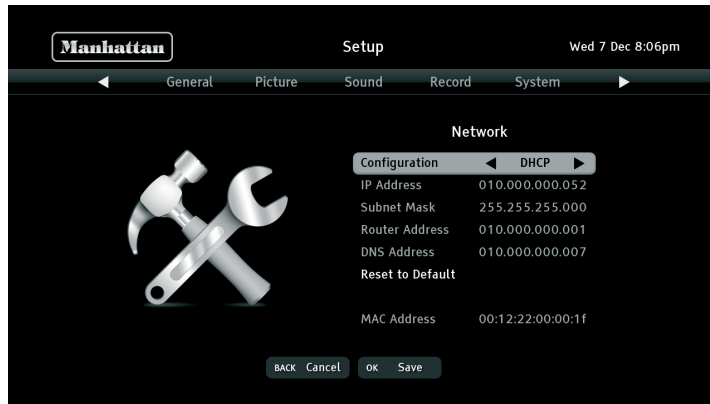 Manhattan Setup Wed 7 Dec 8:06pm
General Picture Sound Record System
Network
Configuration DHCP
IP Address 010.000.000.052
Subnet Mask 255.255.255.000
Router Address 010.000.000.001
DNS Address 010.000.000.007
Reset to Default
MAC Address 00:12:22:00:00:1f
BACK Cancel OK Save